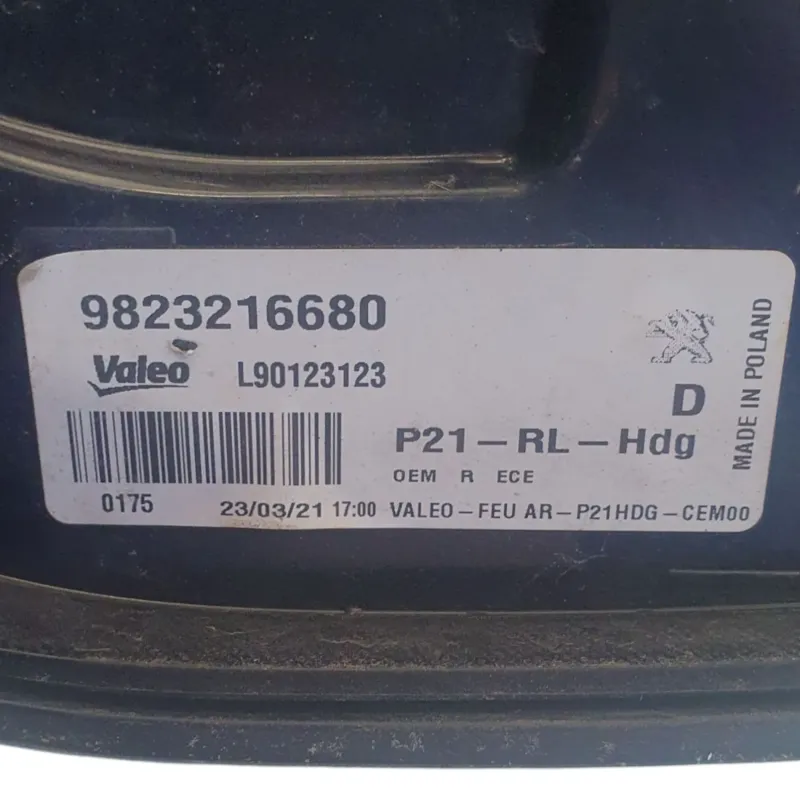 9823216680
Valeo L90123123
D
P21-RL-Hdg
OEM R ECE
0175 23/03/21 17:00 VALEO-FEU AR-P21HDG-CEM00
MADE IN POLAND